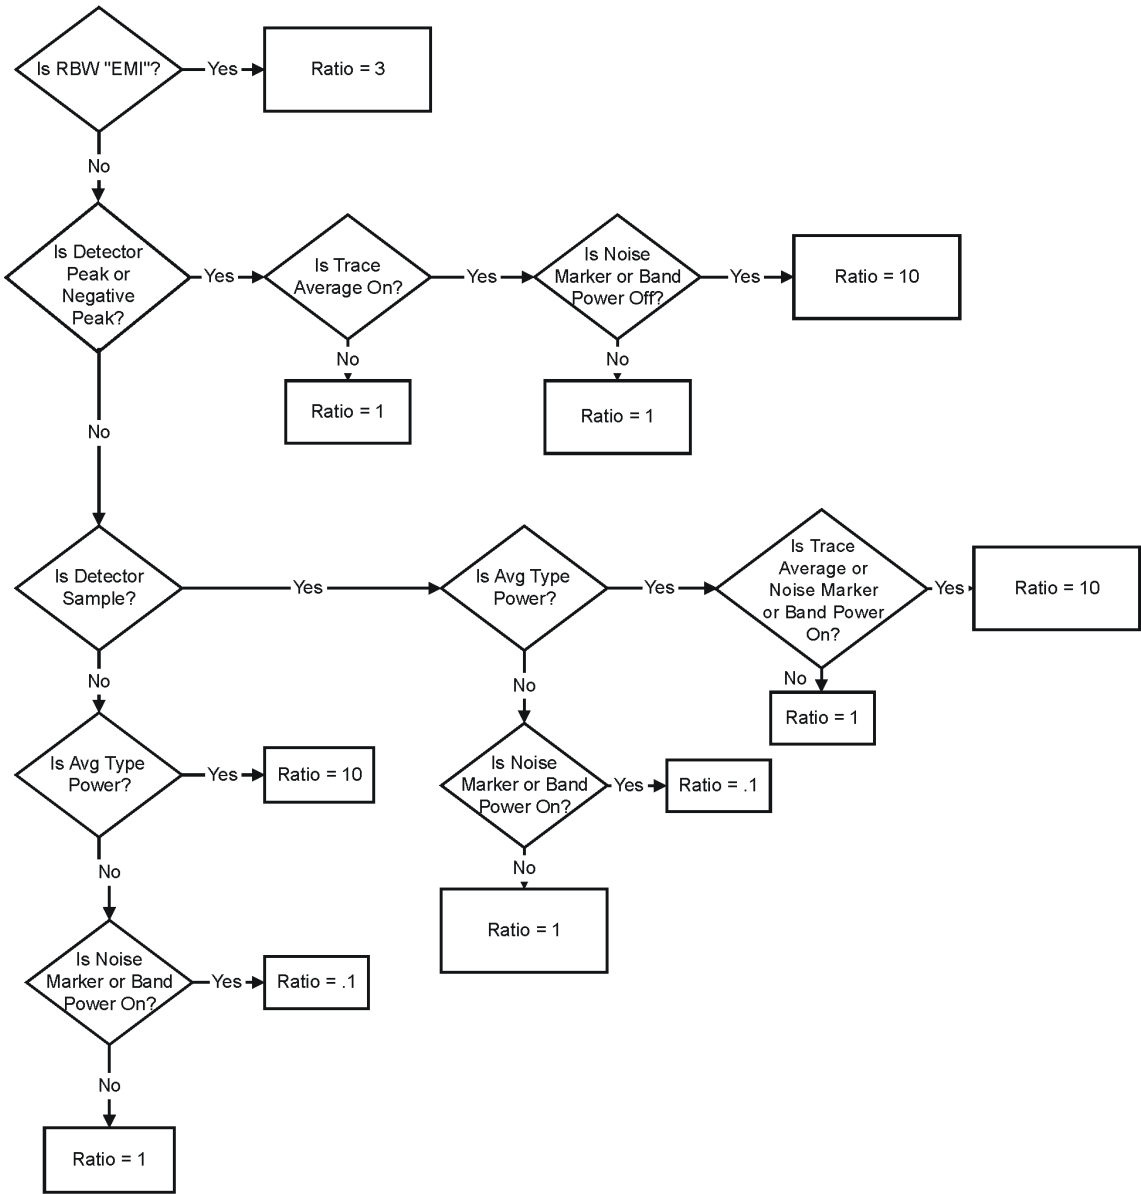 Is RBW "EMI"?
Yes
Ratio = 3
No
Is Detector
Peak or
Negative
Peak?
Yes
Is Trace
Average On?
Yes
Is Noise
Marker or Band
Power Off?
Yes
Ratio = 10
No
Ratio = 1
No
Ratio = 1
No
Is Detector
Sample?
Yes
Is Avg Type
Power?
Yes
Is Trace
Average or
Noise Marker
or Band Power
On?
Yes
Ratio = 10
No
Ratio = 1
No
Is Noise
Marker or Band
Power On?
Yes
Ratio = .1
No
Ratio = 1
No
Is Avg Type
Power?
Yes
Ratio = 10
No
Is Noise
Marker or Band
Power On?
Yes
Ratio = .1
No
Ratio = 1